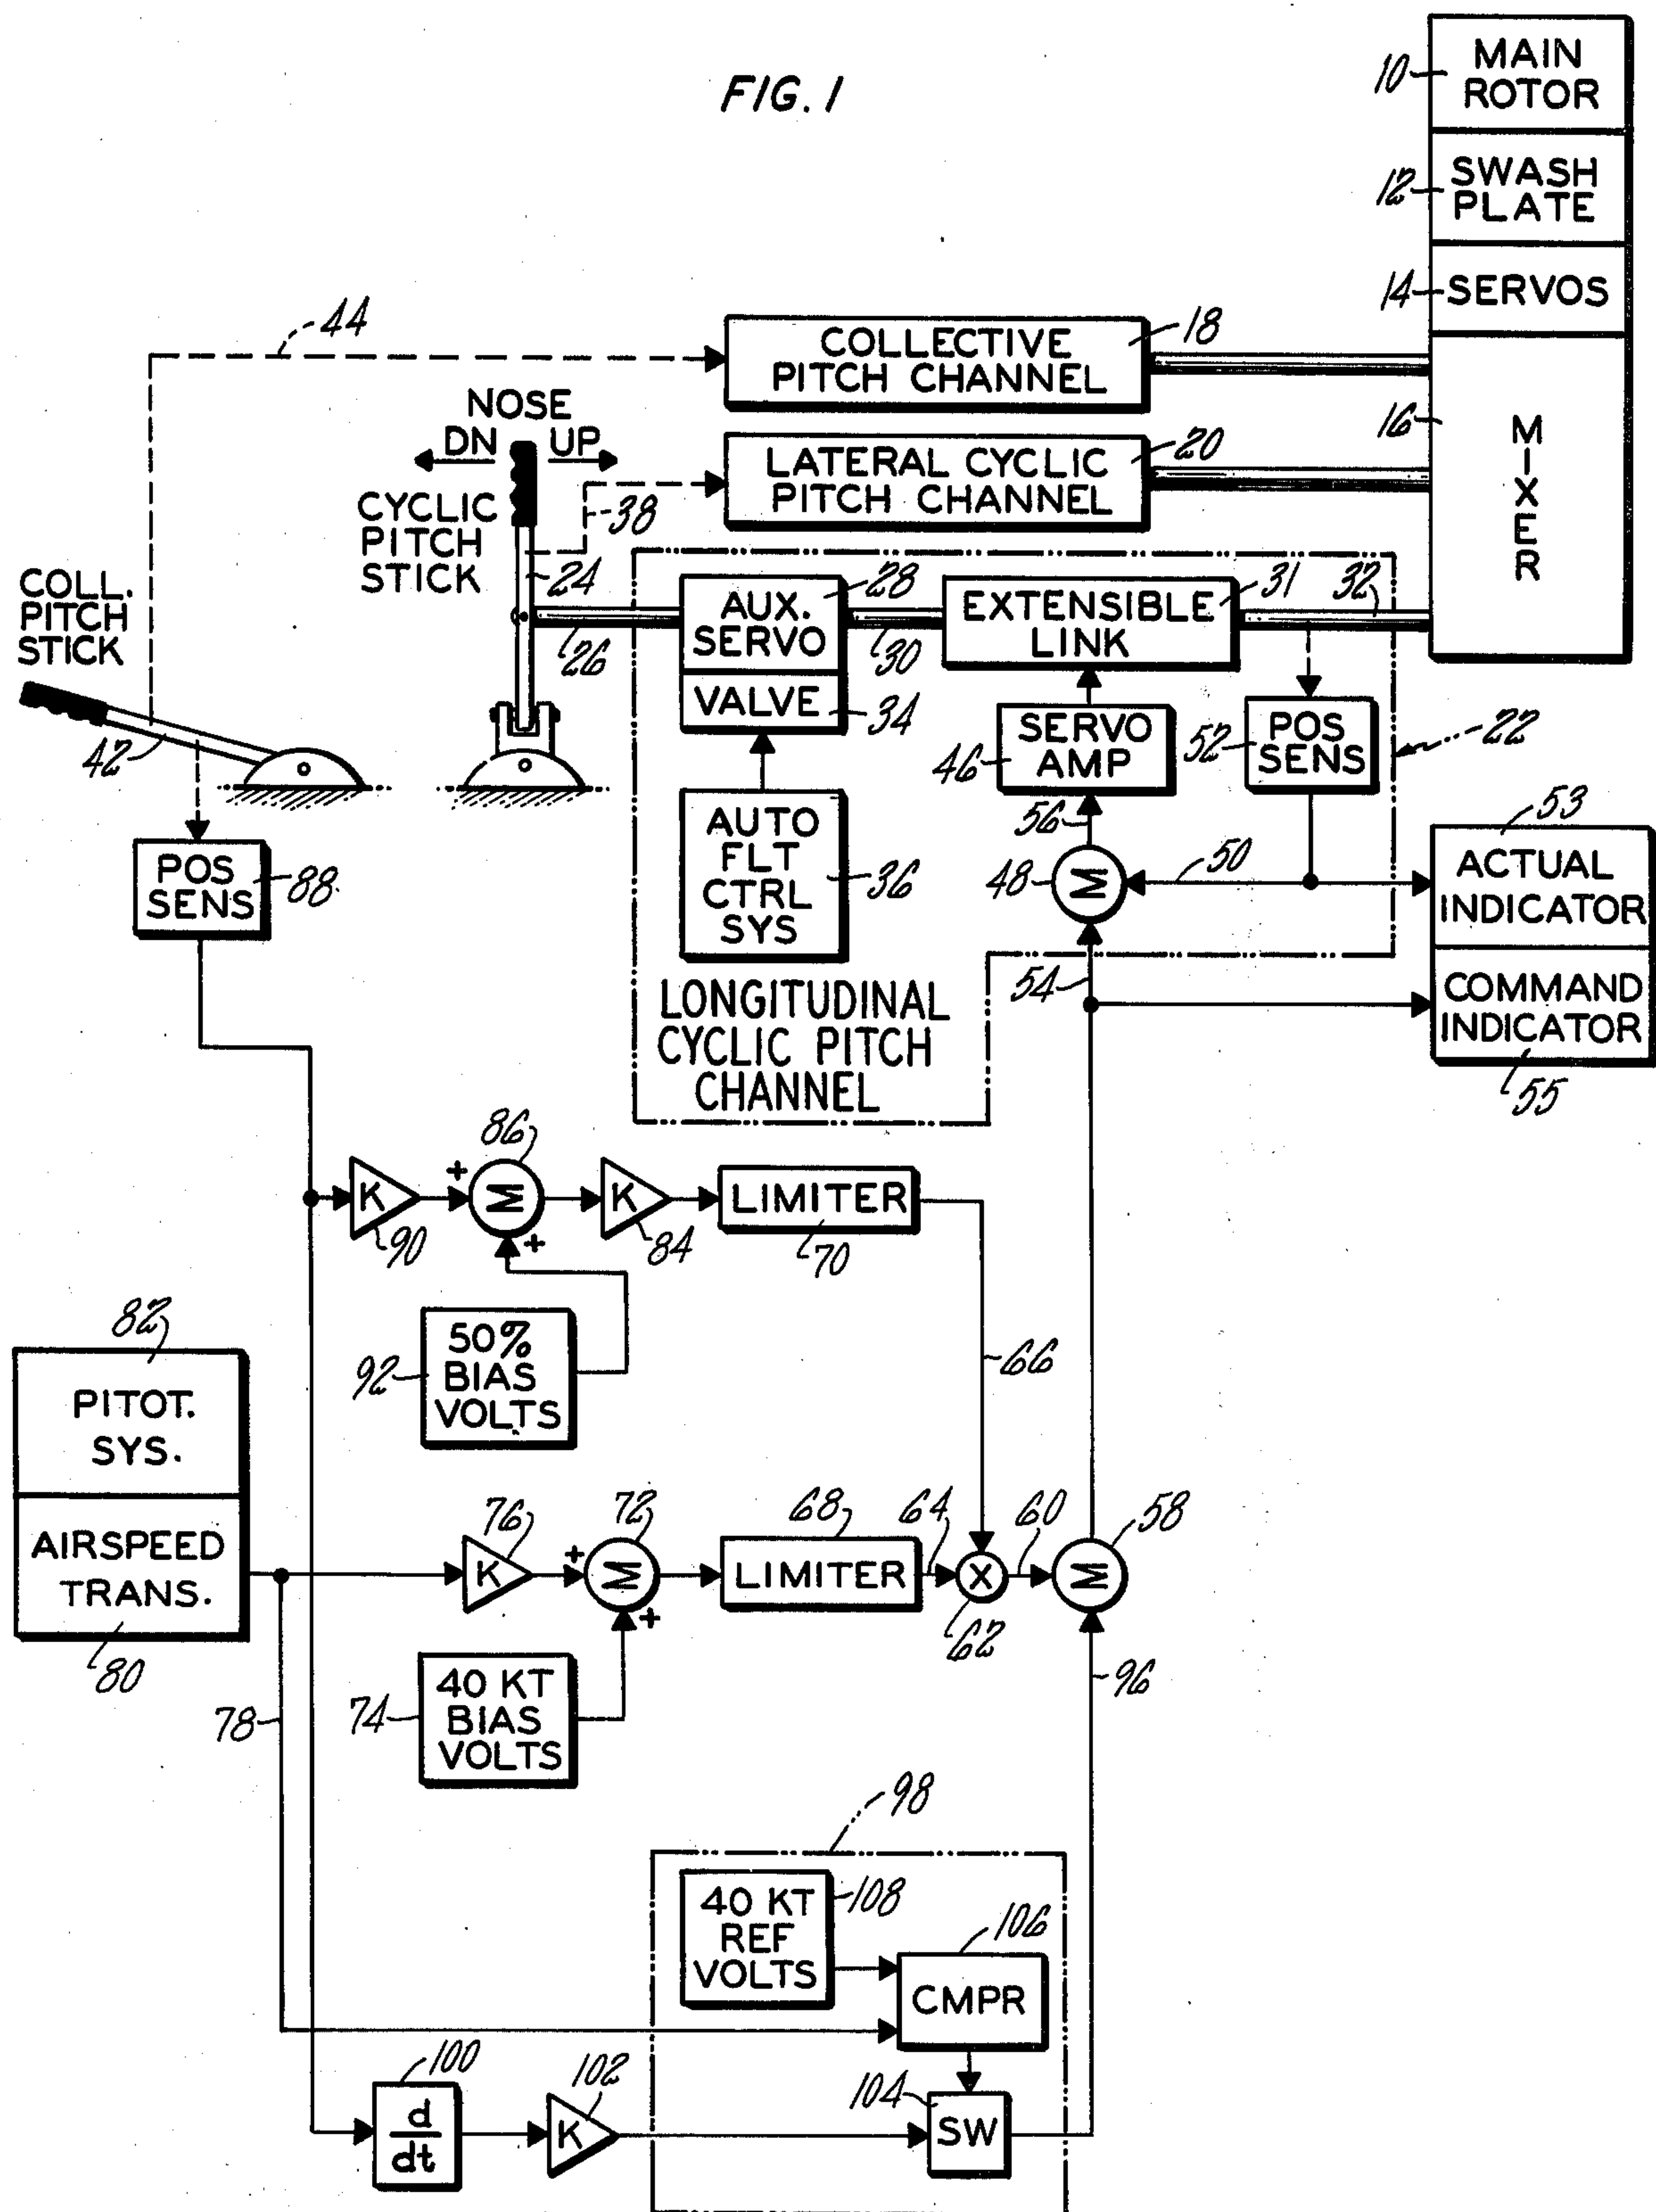 FIG. 1
10
MAIN
ROTOR
12
SWASH
PLATE
14
SERVOS
16
MIXER
44
COLLECTIVE
PITCH CHANNEL
18
NOSE
DN
UP
LATERAL CYCLIC
PITCH CHANNEL
20
38
CYCLIC
PITCH
STICK
24
COLL.
PITCH
STICK
42
26
AUX.
SERVO
28
VALVE
34
30
EXTENSIBLE
LINK
31
32
SERVO
AMP
46
POS
SENS
52
22
AUTO
FLT
CTRL
SYS
36
56
48
Σ
50
54
53
ACTUAL
INDICATOR
COMMAND
INDICATOR
55
POS
SENS
88
LONGITUDINAL
CYCLIC PITCH
CHANNEL
K
90
+
86
Σ
+
K
84
LIMITER
70
50%
BIAS
VOLTS
92
66
82
PITOT.
SYS.
AIRSPEED
TRANS.
80
78
76
K
+
72
Σ
+
68
LIMITER
64
X
62
60
58
Σ
40 KT
BIAS
VOLTS
74
96
98
40 KT
REF
VOLTS
108
106
CMPR
100
d
dt
102
K
104
SW